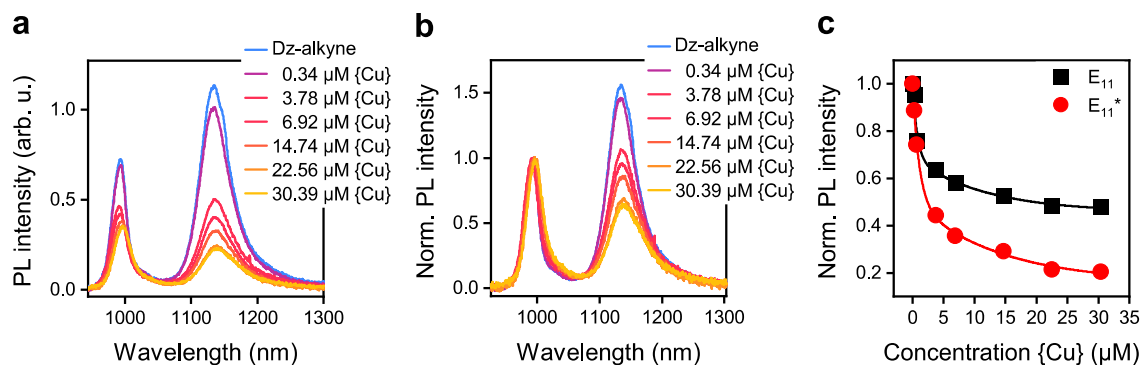 a
Dz-alkyne
0.34 µM {Cu}
3.78 µM {Cu}
6.92 µM {Cu}
14.74 µM {Cu}
22.56 µM {Cu}
30.39 µM {Cu}
PL intensity (arb. u.)
1.0
0.5
0.0
1000 1100 1200 1300
Wavelength (nm)
b
Dz-alkyne
0.34 µM {Cu}
3.78 µM {Cu}
6.92 µM {Cu}
14.74 µM {Cu}
22.56 µM {Cu}
30.39 µM {Cu}
Norm. PL intensity
1.5
1.0
0.5
0.0
1000 1100 1200 1300
Wavelength (nm)
c
E11
E11*
Norm. PL intensity
1.0
0.8
0.6
0.4
0.2
0 5 10 15 20 25 30 35
Concentration {Cu} (µM)